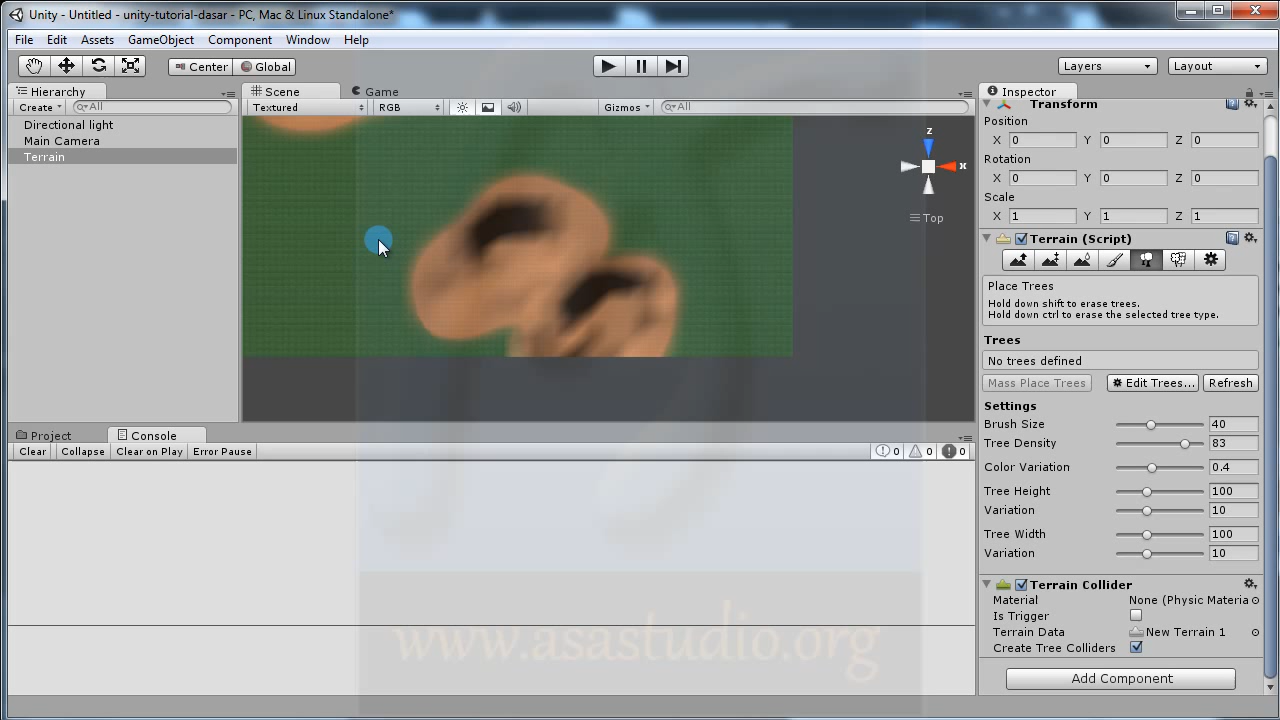 Unity - Untitled - unity-tutorial-dasar - PC, Mac & Linux Standalone*
File Edit Assets GameObject Component Window Help
Center Global Layers Layout
Hierarchy
Create All
Directional light
Main Camera
Terrain
Scene Game
Textured RGB Gizmos All
z
x
Top
Project Console
Clear Collapse Clear on Play Error Pause 0 0 0
www.asastudio.org
Inspector
Transform
Position
X 0 Y 0 Z 0
Rotation
X 0 Y 0 Z 0
Scale
X 1 Y 1 Z 1
Terrain (Script)
Place Trees
Hold down shift to erase trees.
Hold down ctrl to erase the selected tree type.
Trees
No trees defined
Mass Place Trees Edit Trees... Refresh
Settings
Brush Size 40
Tree Density 83
Color Variation 0.4
Tree Height 100
Variation 10
Tree Width 100
Variation 10
Terrain Collider
Material None (Physic Materia
Is Trigger
Terrain Data New Terrain 1
Create Tree Colliders
Add Component